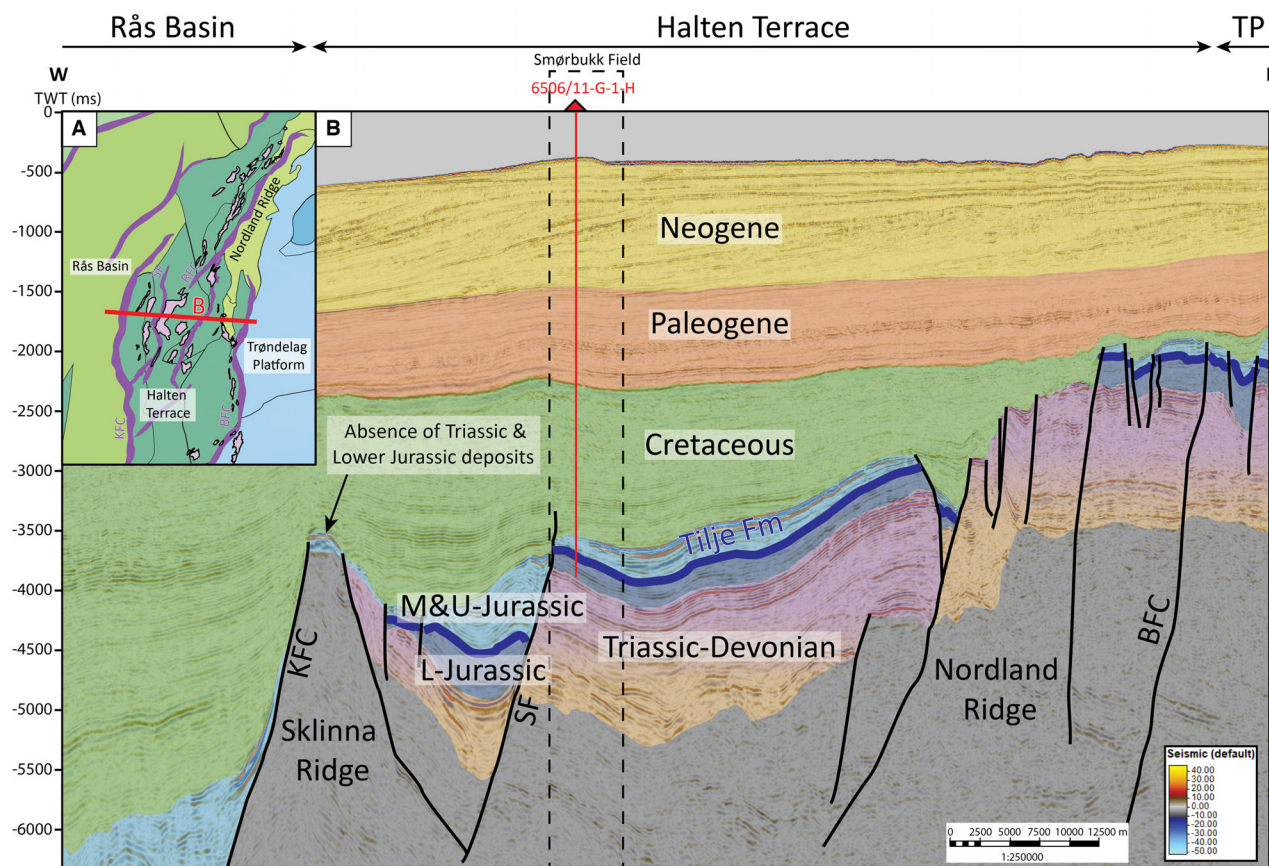 Rås Basin
Halten Terrace
TP
W
Smørbukk Field
6506/11-G-1-H
TWT (ms)
0
-500
-1000
-1500
-2000
-2500
-3000
-3500
-4000
-4500
-5000
-5500
-6000
A
Nordland Ridge
Rås Basin
SF
RFC
B
Trøndelag
Platform
Halten
Terrace
KFC
BFC
B
Neogene
Paleogene
Cretaceous
Absence of Triassic &
Lower Jurassic deposits
Tilje Fm
M&U-Jurassic
L-Jurassic
Triassic-Devonian
KFC
SF
BFC
Sklinna
Ridge
Nordland
Ridge
Seismic (default)
40.00
30.00
20.00
10.00
0.00
-10.00
-20.00
-30.00
-40.00
-50.00
0 2500 5000 7500 10000 12500 m
1:250000